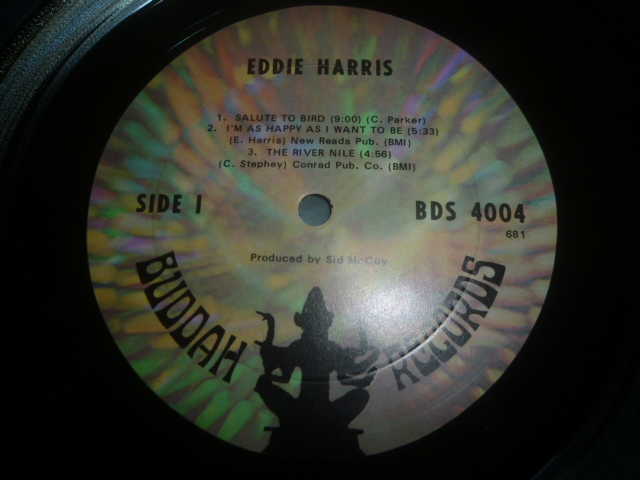 EDDIE HARRIS
1. SALUTE TO BIRD (9:00) (C. Parker)
2. I'M AS HAPPY AS I WANT TO BE (5:33)
(E. Harris) New Reads Pub. (BMI)
3. THE RIVER NILE (4:56)
(C. Stephey) Conrad Pub. Co. (BMI)
SIDE I
BDS 4004
681
Produced by Sid McCoy
BUDDAH RECORDS